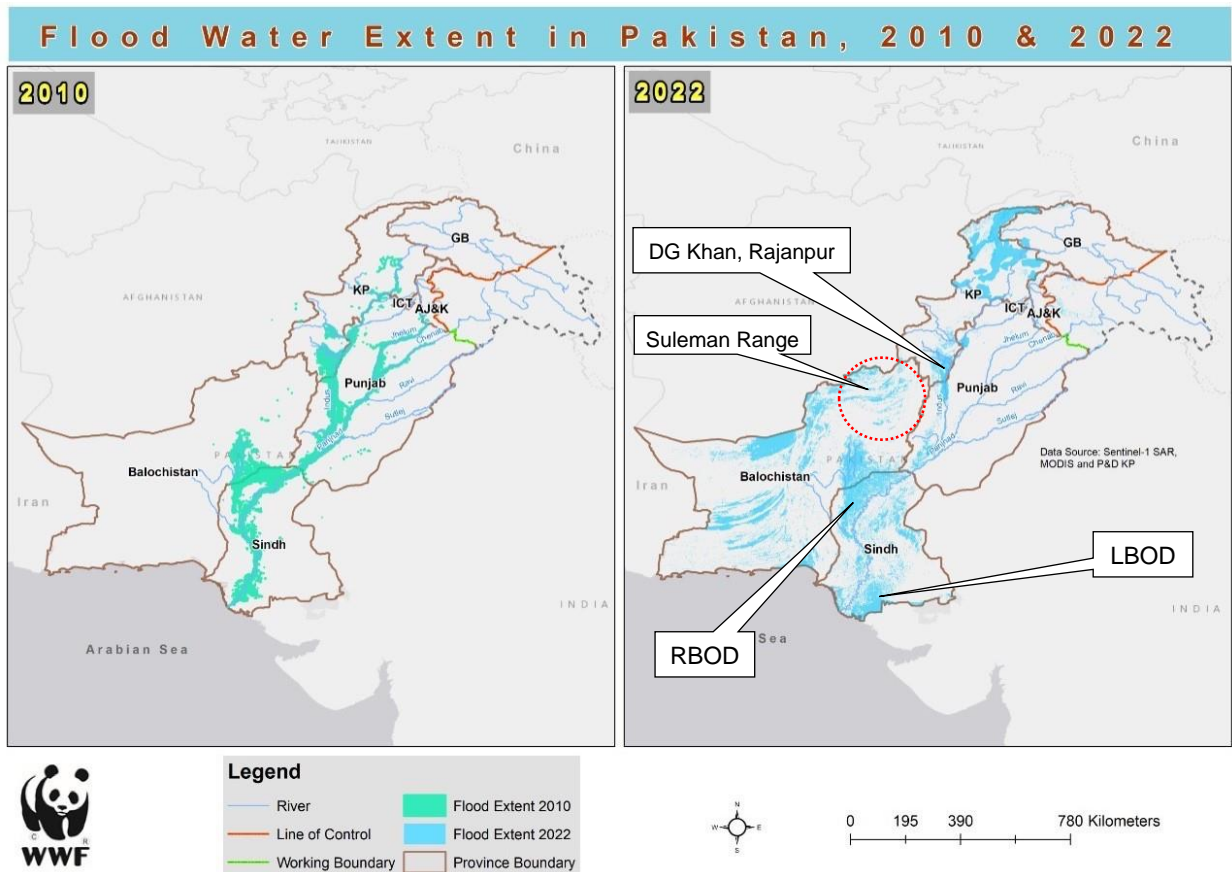 Flood Water Extent in Pakistan, 2010 & 2022
2010
TAJIKISTAN
China
GB
AFGHANISTAN
KP
ICT
AJ&K
Jhelum
Chenab
Punjab
Indus
Ravi
Sutlej
Panjnad
PAKISTAN
Balochistan
Iran
Sindh
INDIA
Arabian Sea
2022
TAJIKISTAN
China
DG Khan, Rajanpur
GB
KP
ICT
AJ&K
AFGHANISTAN
Suleman Range
Jhelum
Chenab
Punjab
Indus
Ravi
Sutlej
Panjnad
Data Source: Sentinel-1 SAR,
MODIS and P&D KP
PAKISTAN
Balochistan
Iran
Sindh
LBOD
INDIA
RBOD
Sea
WWF
C
R
Legend
River
Line of Control
Working Boundary
Flood Extent 2010
Flood Extent 2022
Province Boundary
N
W
E
S
0 195 390 780 Kilometers